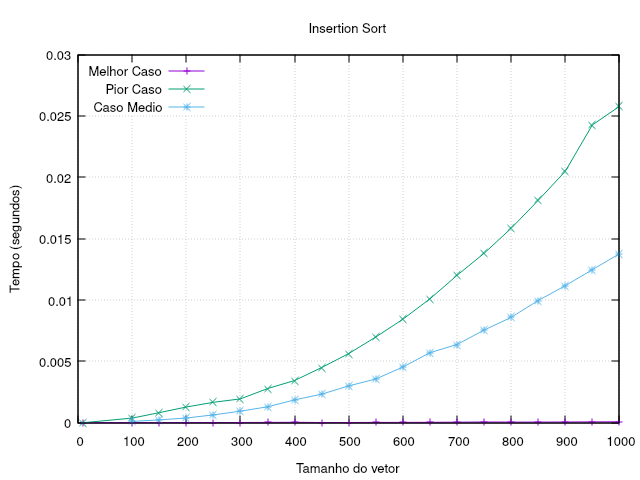 Insertion Sort
0.03
0.025
0.02
0.015
0.01
0.005
0
Melhor Caso
Pior Caso
Caso Medio
Tempo (segundos)
0 100 200 300 400 500 600 700 800 900 1000
Tamanho do vetor